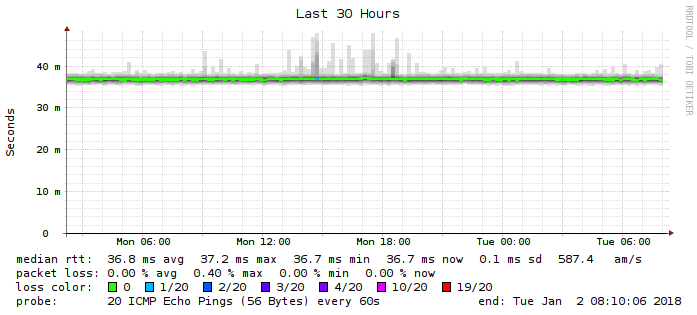 Last 30 Hours
RRDTOOL / TOBI OETIKER
Seconds
40 m
30 m
20 m
10 m
0
Mon 06:00 Mon 12:00 Mon 18:00 Tue 00:00 Tue 06:00
median rtt: 36.8 ms avg 37.2 ms max 36.7 ms min 36.7 ms now 0.1 ms sd 587.4 am/s
packet loss: 0.00 % avg 0.40 % max 0.00 % min 0.00 % now
loss color: 0 1/20 2/20 3/20 4/20 10/20 19/20
probe: 20 ICMP Echo Pings (56 Bytes) every 60s end: Tue Jan 2 08:10:06 2018